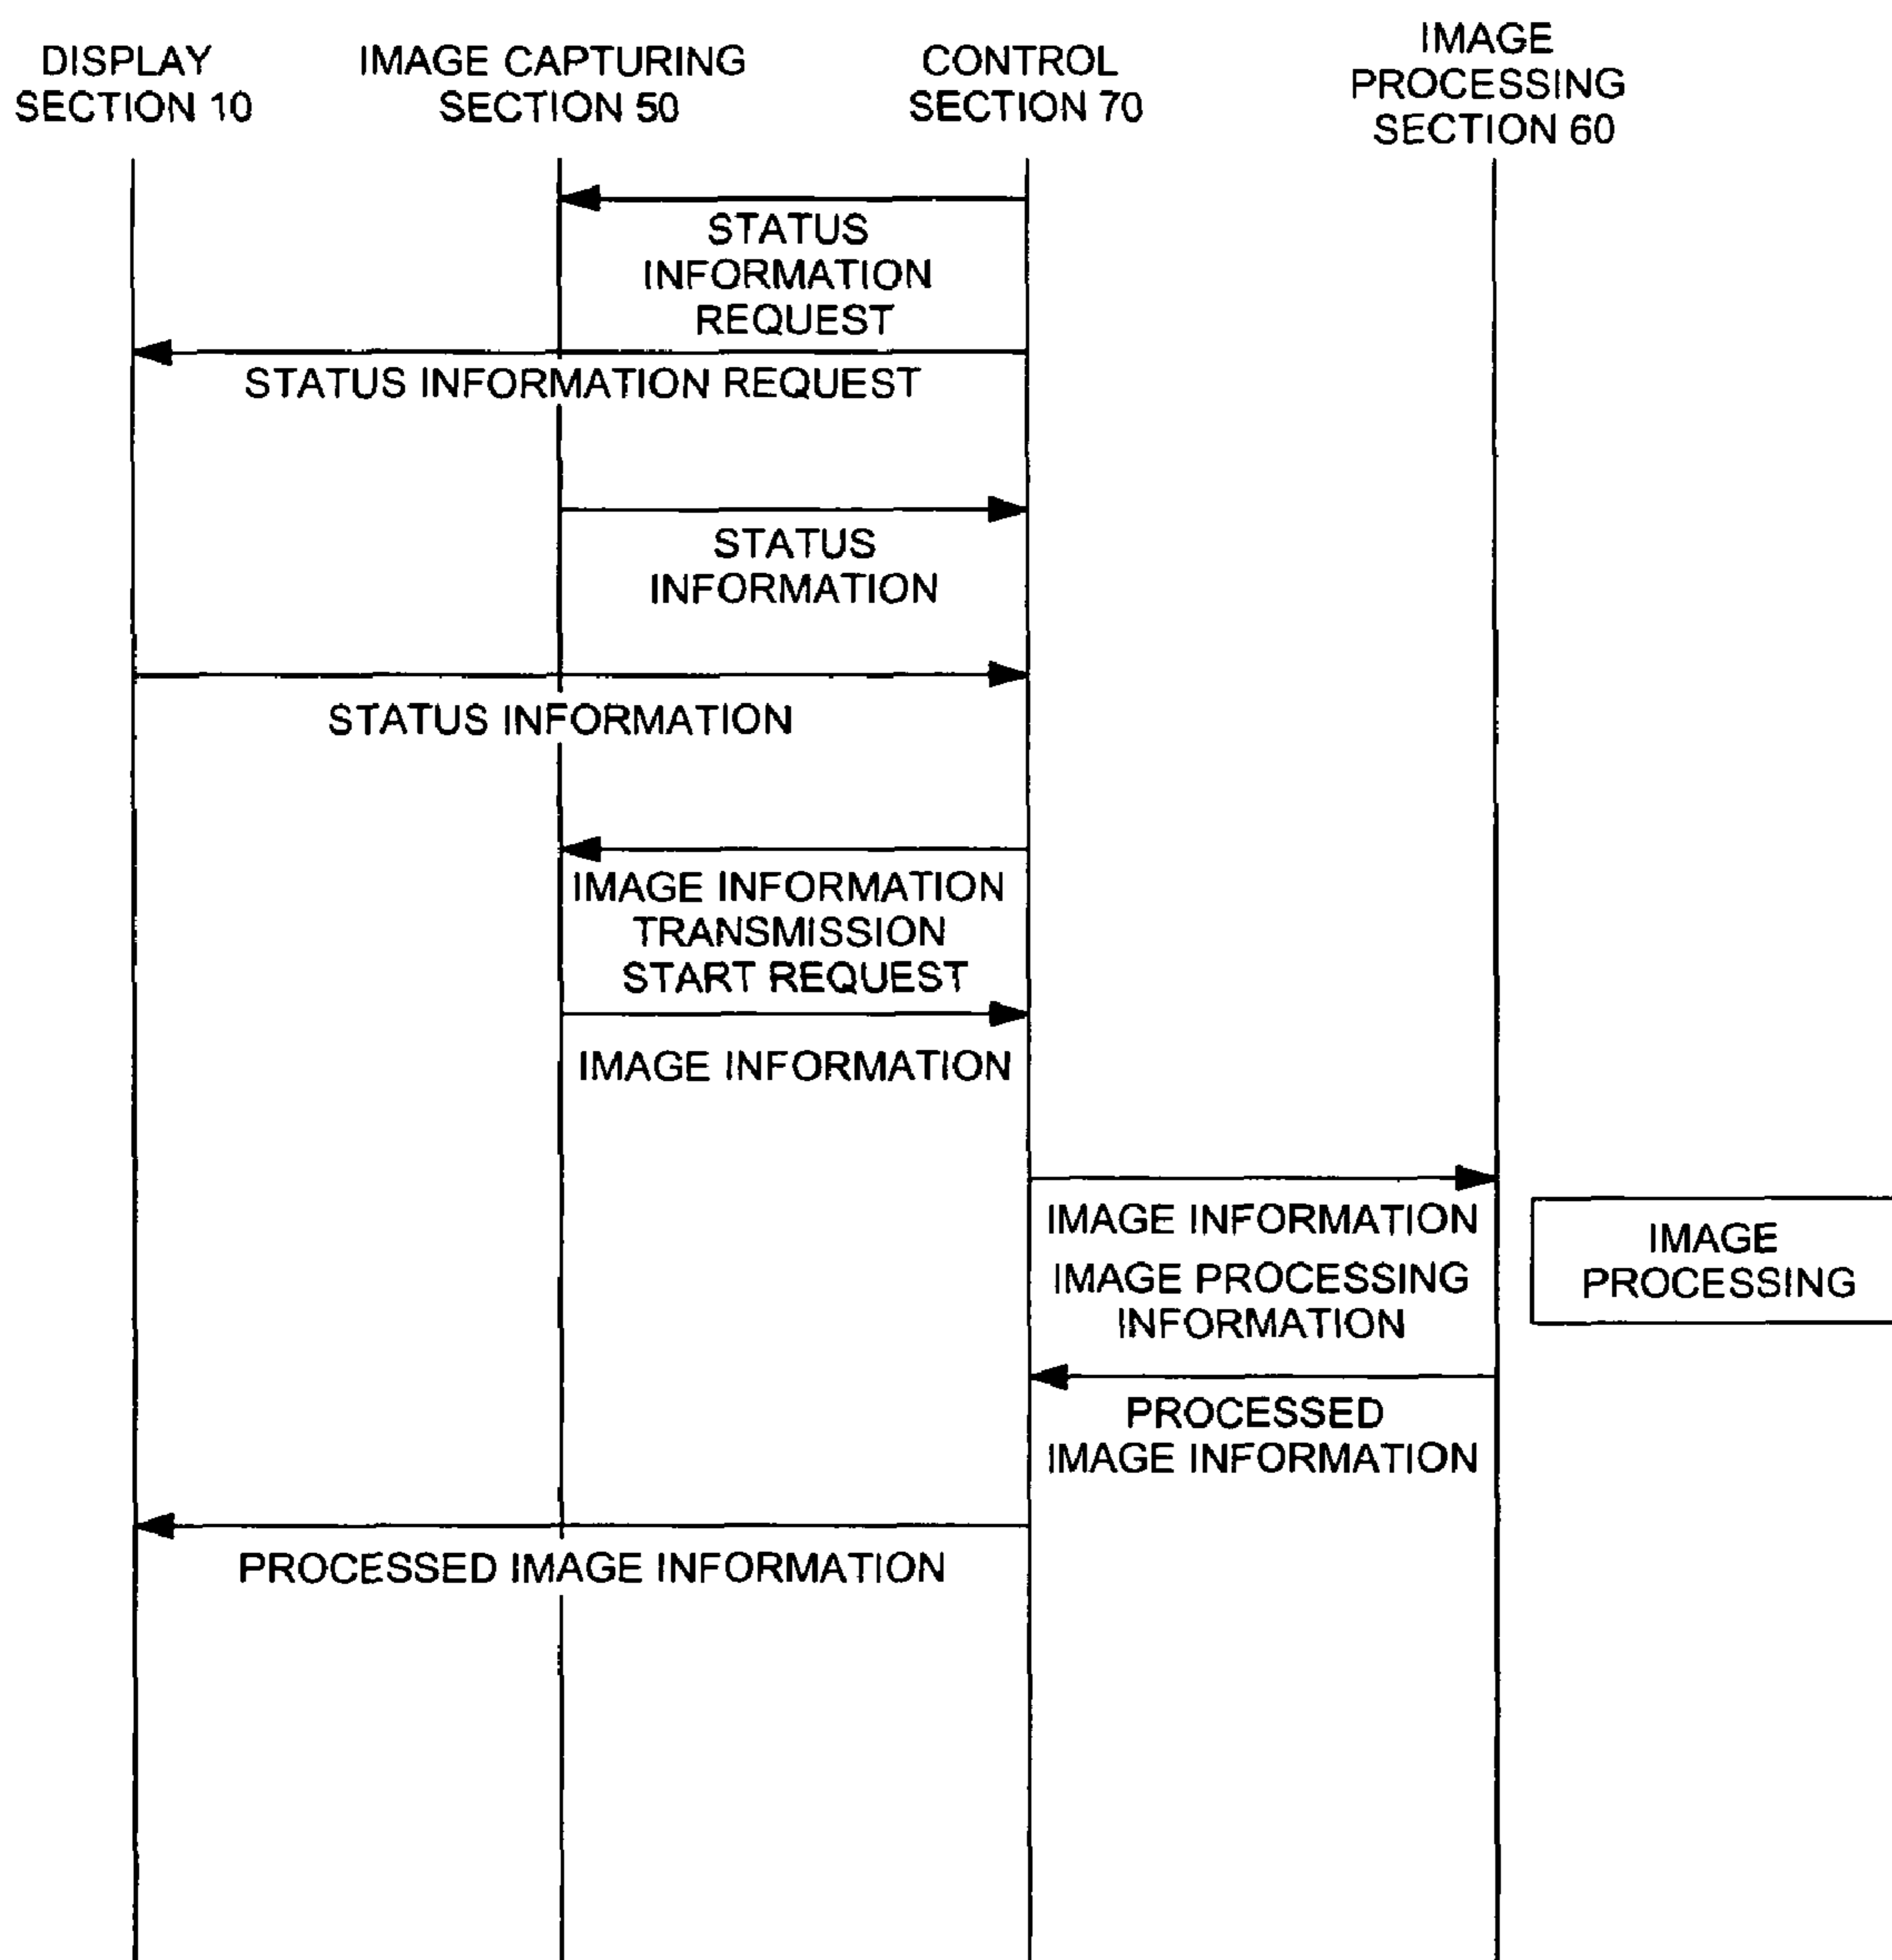 DISPLAY
SECTION 10
IMAGE CAPTURING
SECTION 50
CONTROL
SECTION 70
IMAGE
PROCESSING
SECTION 60
STATUS
INFORMATION
REQUEST
STATUS INFORMATION REQUEST
STATUS
INFORMATION
STATUS INFORMATION
IMAGE INFORMATION
TRANSMISSION
START REQUEST
IMAGE INFORMATION
IMAGE INFORMATION
IMAGE PROCESSING
INFORMATION
IMAGE
PROCESSING
PROCESSED
IMAGE INFORMATION
PROCESSED IMAGE INFORMATION